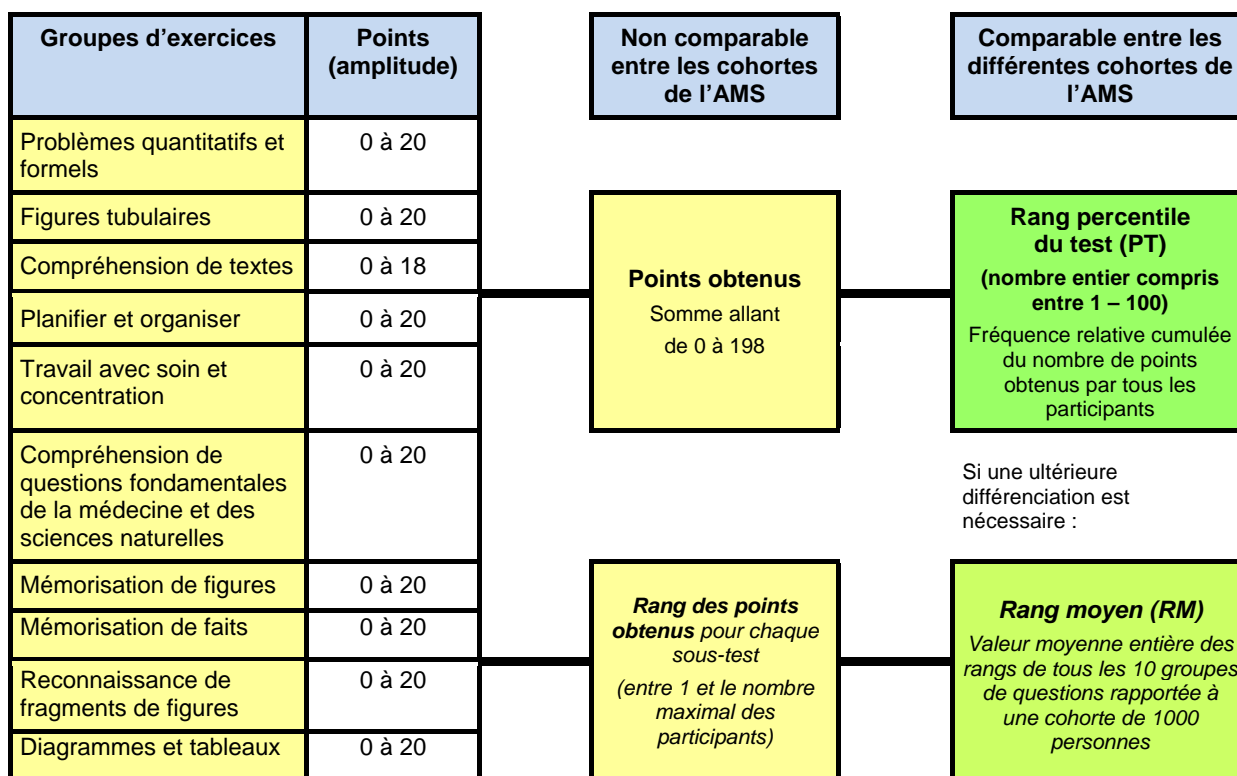 Groupes d'exercices
Points
(amplitude)
Problèmes quantitatifs et
formels
0 à 20
Figures tubulaires
0 à 20
Compréhension de textes
0 à 18
Planifier et organiser
0 à 20
Travail avec soin et
concentration
0 à 20
Compréhension de
questions fondamentales
de la médecine et des
sciences naturelles
0 à 20
Mémorisation de figures
0 à 20
Mémorisation de faits
0 à 20
Reconnaissance de
fragments de figures
0 à 20
Diagrammes et tableaux
0 à 20
Non comparable
entre les cohortes
de l'AMS
Points obtenus
Somme allant
de 0 à 198
Rang des points
obtenus pour chaque
sous-test
(entre 1 et le nombre
maximal des
participants)
Comparable entre les
différentes cohortes de
l'AMS
Rang percentile
du test (PT)
(nombre entier compris
entre 1 – 100)
Fréquence relative cumulée
du nombre de points
obtenus par tous les
participants
Si une ultérieure
différenciation est
nécessaire :
Rang moyen (RM)
Valeur moyenne entière des
rangs de tous les 10 groupes
de questions rapportée à
une cohorte de 1000
personnes